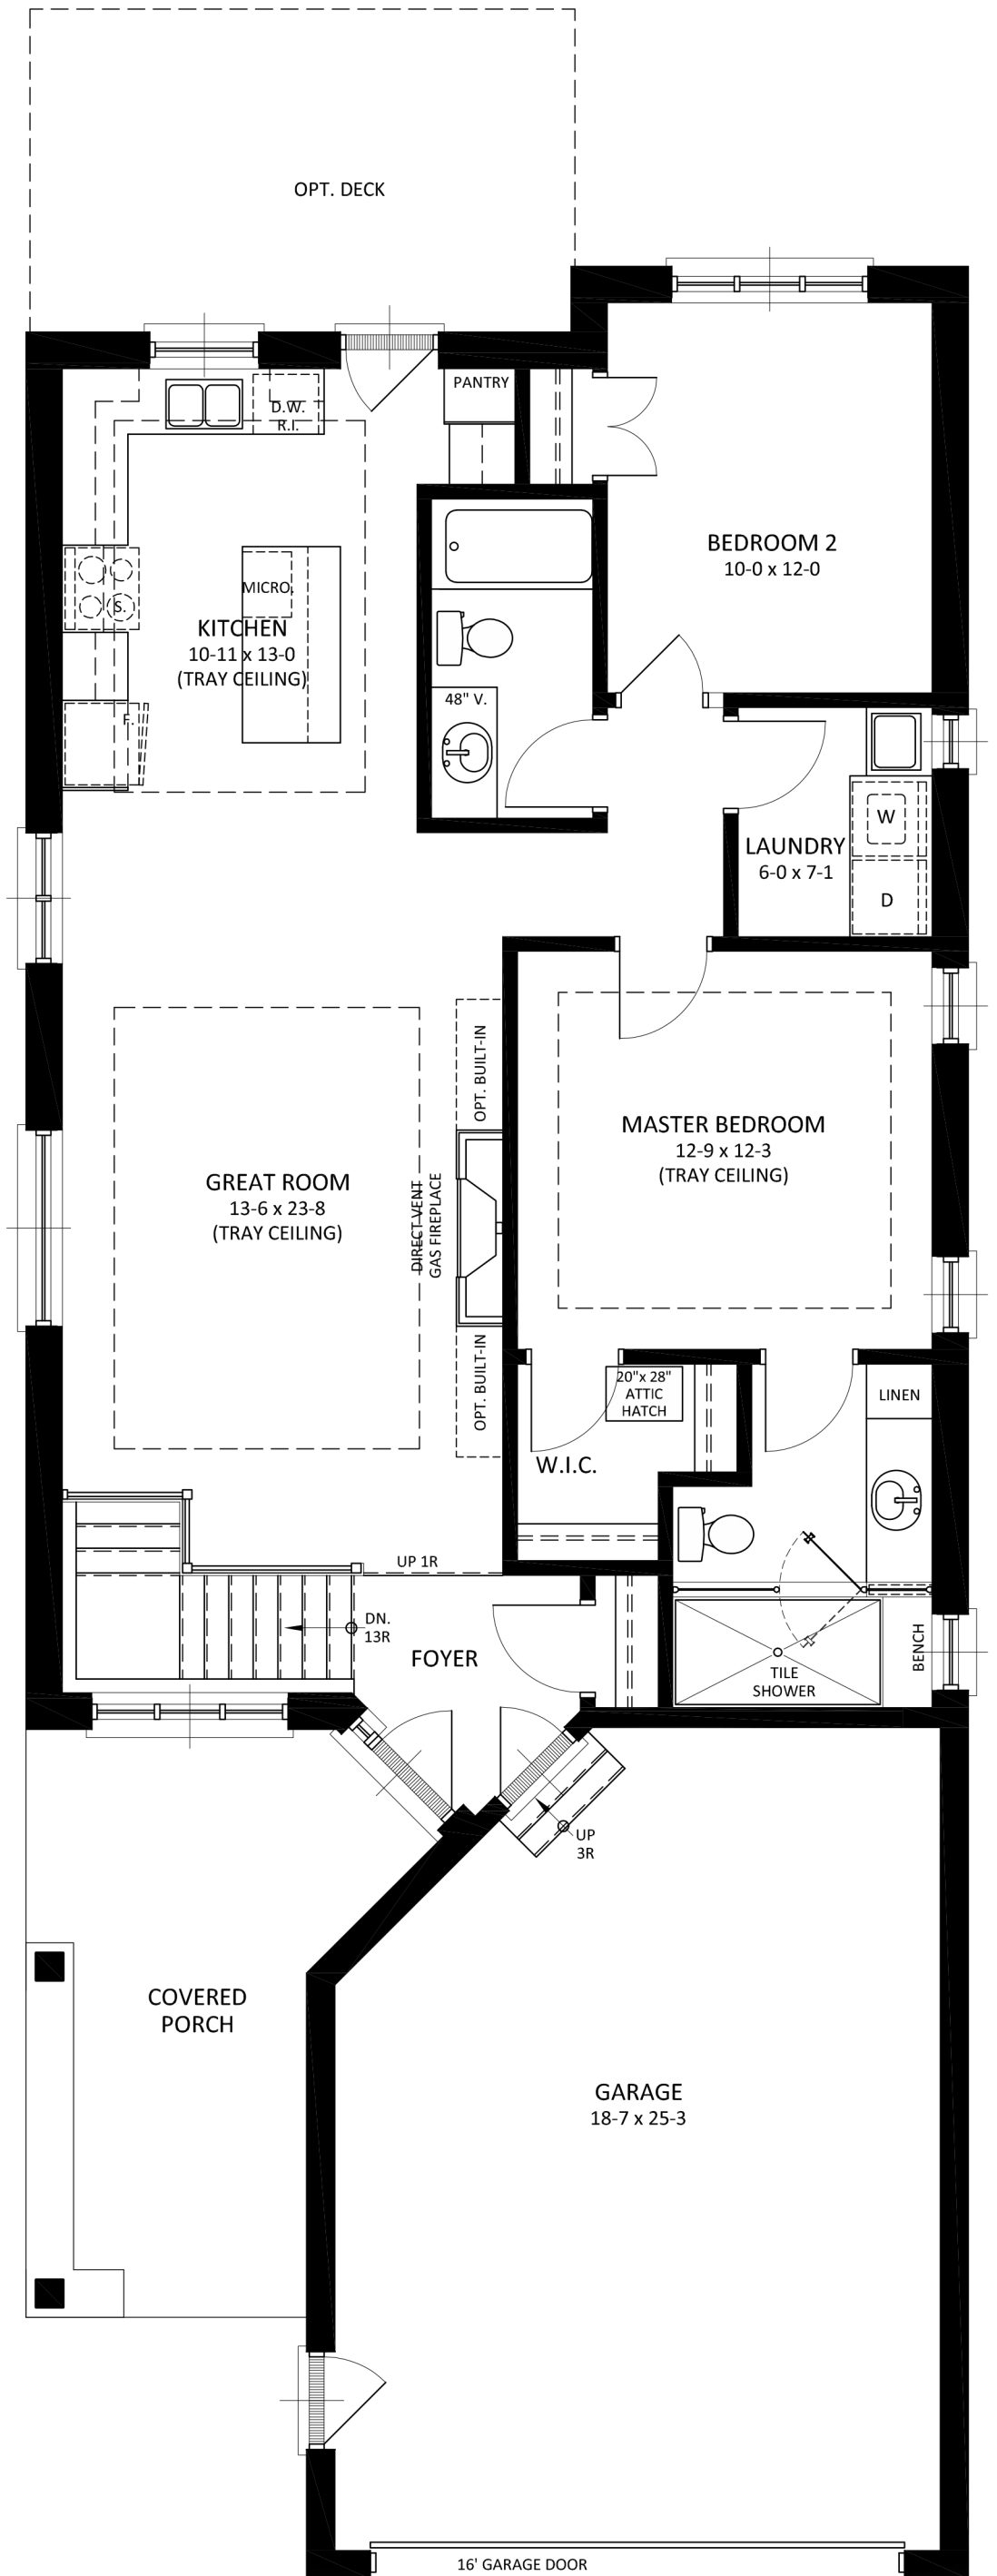 OPT. DECK
PANTRY
D.W.
R.I.
BEDROOM 2
10-0 x 12-0
MICRO.
S.
KITCHEN
10-11 x 13-0
(TRAY CEILING)
F.
48" V.
W
LAUNDRY
6-0 x 7-1
D
OPT. BUILT-IN
MASTER BEDROOM
12-9 x 12-3
(TRAY CEILING)
GREAT ROOM
13-6 x 23-8
(TRAY CEILING)
DIRECT VENT
GAS FIREPLACE
OPT. BUILT-IN
20"x 28"
ATTIC
HATCH
LINEN
W.I.C.
UP 1R
DN.
13R
FOYER
BENCH
TILE
SHOWER
UP
3R
COVERED
PORCH
GARAGE
18-7 x 25-3
16' GARAGE DOOR